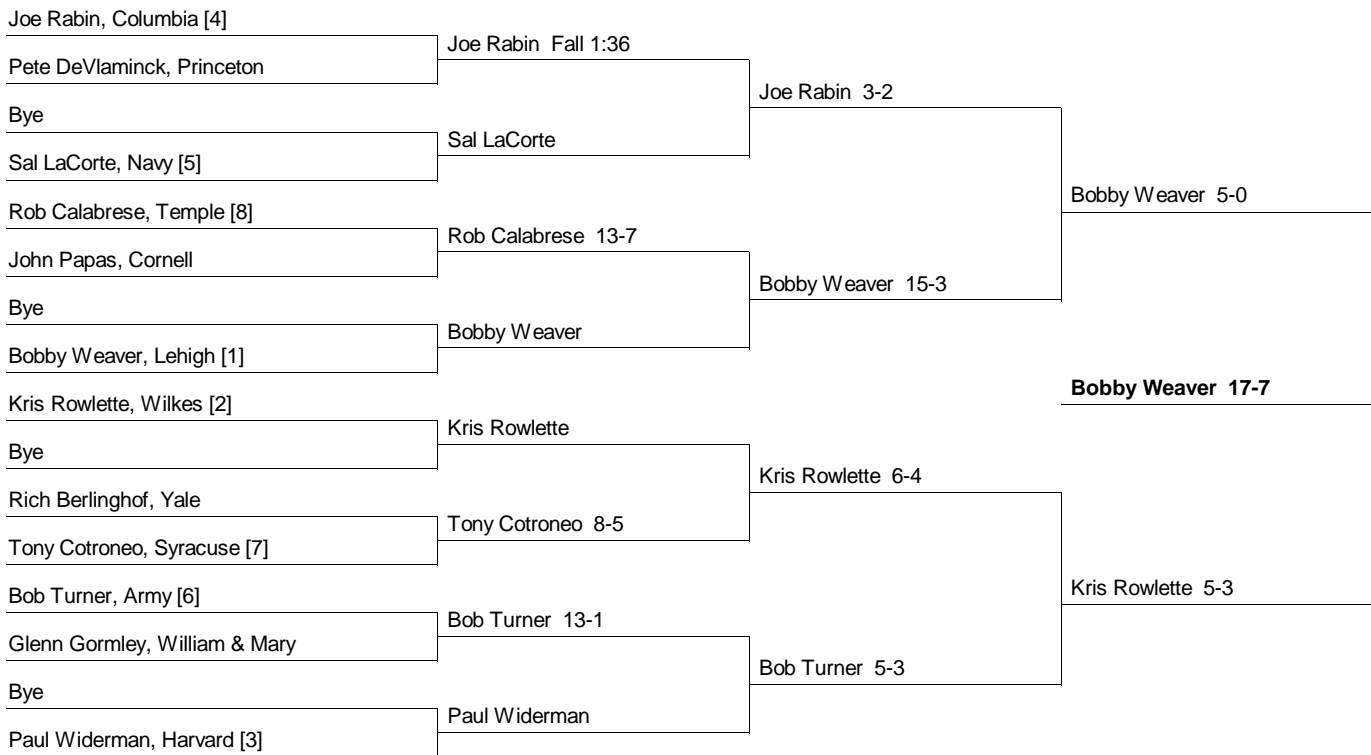 Joe Rabin, Columbia [4]
Pete DeVlaminck, Princeton
Bye
Sal LaCorte, Navy [5]
Rob Calabrese, Temple [8]
John Papas, Cornell
Bye
Bobby Weaver, Lehigh [1]
Kris Rowlette, Wilkes [2]
Bye
Rich Berlinghof, Yale
Tony Cotroneo, Syracuse [7]
Bob Turner, Army [6]
Glenn Gormley, William & Mary
Bye
Paul Widerman, Harvard [3]
Joe Rabin Fall 1:36
Sal LaCorte
Rob Calabrese 13-7
Bobby Weaver
Kris Rowlette
Tony Cotroneo 8-5
Bob Turner 13-1
Paul Widerman
Joe Rabin 3-2
Bobby Weaver 15-3
Kris Rowlette 6-4
Bob Turner 5-3
Bobby Weaver 5-0
Bobby Weaver 17-7
Kris Rowlette 5-3